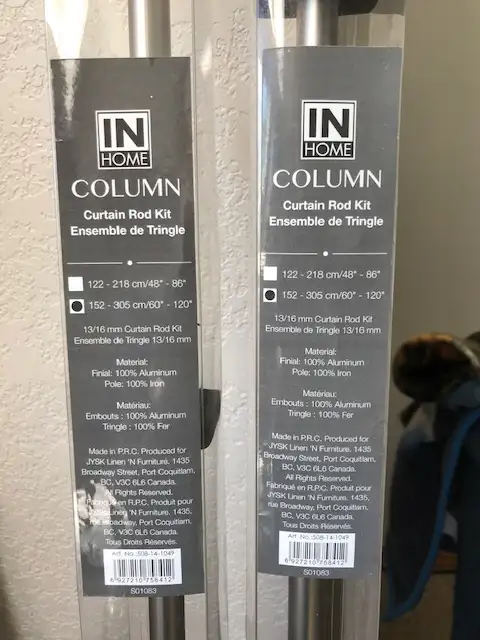 IN
HOME
COLUMN
Curtain Rod Kit
Ensemble de Tringle
122 - 218 cm/48" - 86"
152 - 305 cm/60" - 120"
13/16 mm Curtain Rod Kit
Ensemble de Tringle 13/16 mm
Material:
Finial: 100% Aluminum
Pole: 100% Iron
Matériau:
Embouts : 100% Aluminum
Tringle : 100% Fer
Made in P.R.C. Produced for
JYSK Linen 'N Furniture. 1435
Broadway Street, Port Coquitlam,
BC, V3C 6L6 Canada.
All Rights Reserved.
Fabriqué en R.P.C. Produit pour
JYSK Linen 'N Furniture. 1435,
rue Broadway, Port Coquitlam,
BC, V3C 6L6 Canada.
Tous Droits Réservés.
Art. No.:508-14-1049
6 927210 758412
S01083
IN
HOME
COLUMN
Curtain Rod Kit
Ensemble de Tringle
122 - 218 cm/48" - 86"
152 - 305 cm/60" - 120"
13/16 mm Curtain Rod Kit
Ensemble de Tringle 13/16 mm
Material:
Finial: 100% Aluminum
Pole: 100% Iron
Matériau:
Embouts : 100% Aluminum
Tringle : 100% Fer
Made in P.R.C. Produced for
JYSK Linen 'N Furniture. 1435
Broadway Street, Port Coquitlam,
BC, V3C 6L6 Canada.
All Rights Reserved.
Fabriqué en R.P.C. Produit pour
JYSK Linen 'N Furniture. 1435,
rue Broadway, Port Coquitlam,
BC, V3C 6L6 Canada.
Tous Droits Réservés.
Art. No.:508-14-1049
6 927210 758412
S01083